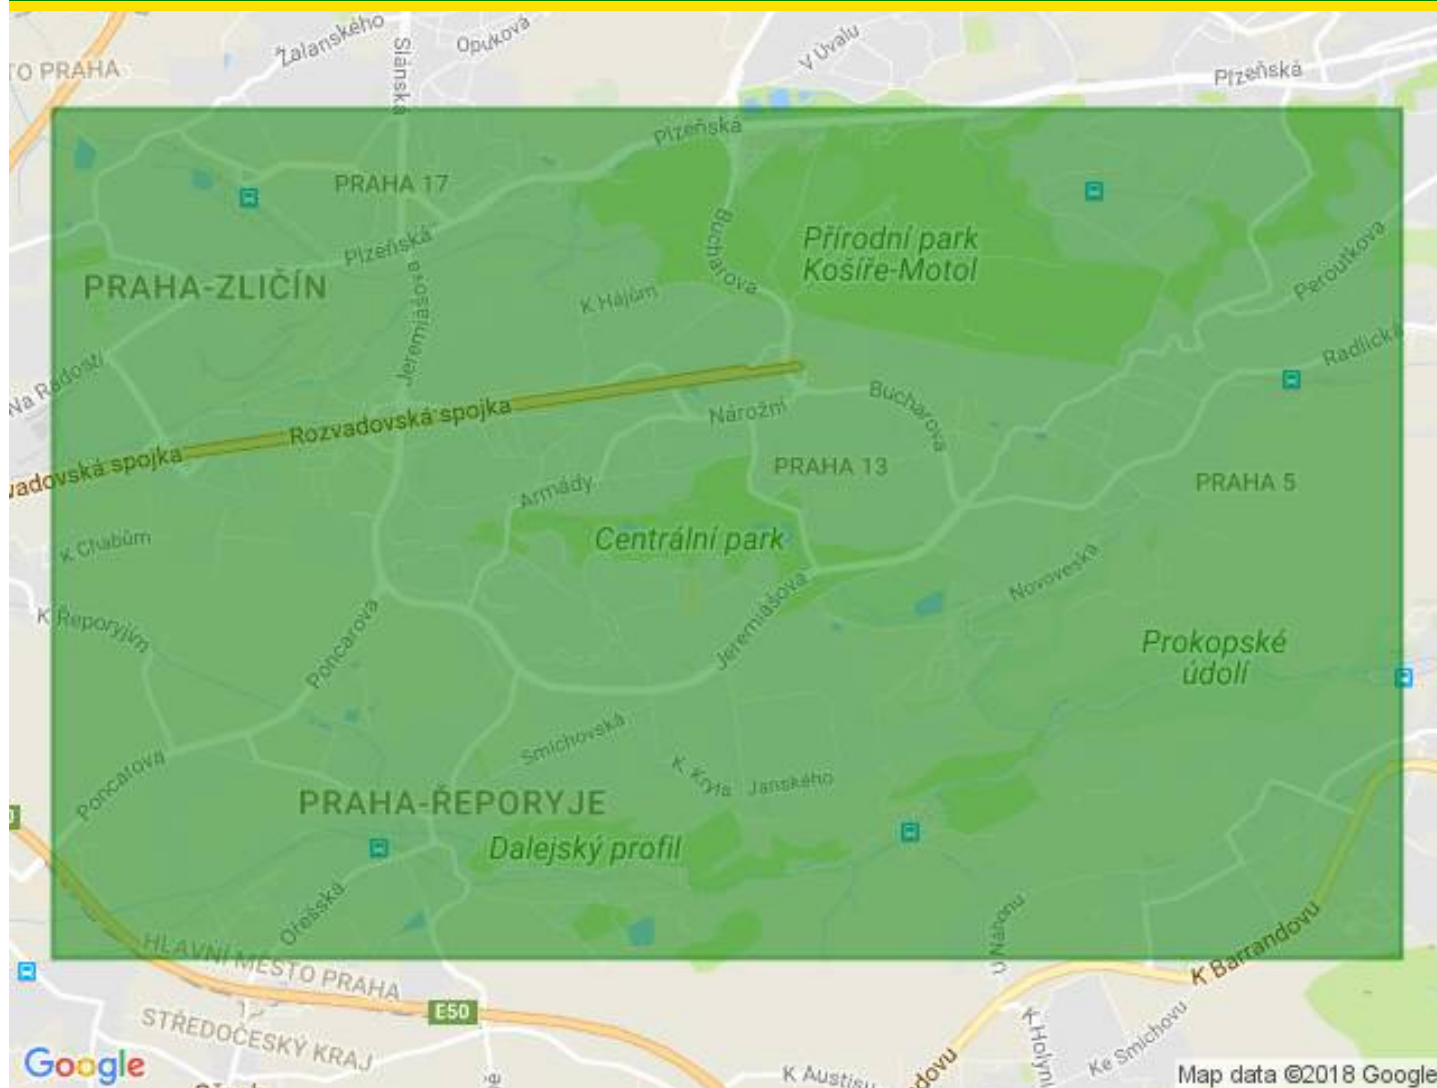 Žalanského
Slánská
Opuková
V Úvalu
Plzeňská
TO PRAHA
Plzeňská
PRAHA 17
Plzeňská
Bucharova
Přírodní park
Košíře-Motol
Peroutkova
PRAHA-ZLIČÍN
Jeremiášova
K Hájům
Radlická
Na Radosti
Rozvadovská spojka
Nárožní
Bucharova
vadovská spojka
Armády
PRAHA 13
PRAHA 5
K Chabům
Centrální park
Novoveská
K Řeporyjím
Poncarova
Jeremiášova
Prokopské
údolí
Smíchovská
Poncarova
K Kryta Janského
PRAHA-ŘEPORYJE
Dalejský profil
Ořešská
U Náhonu
HLAVNÍ MĚSTO PRAHA
K Barrandovu
E50
STŘEDOČESKÝ KRAJ
K Holyni
Ke Smíchovu
Google
K Austisu
dovu
Map data ©2018 Google